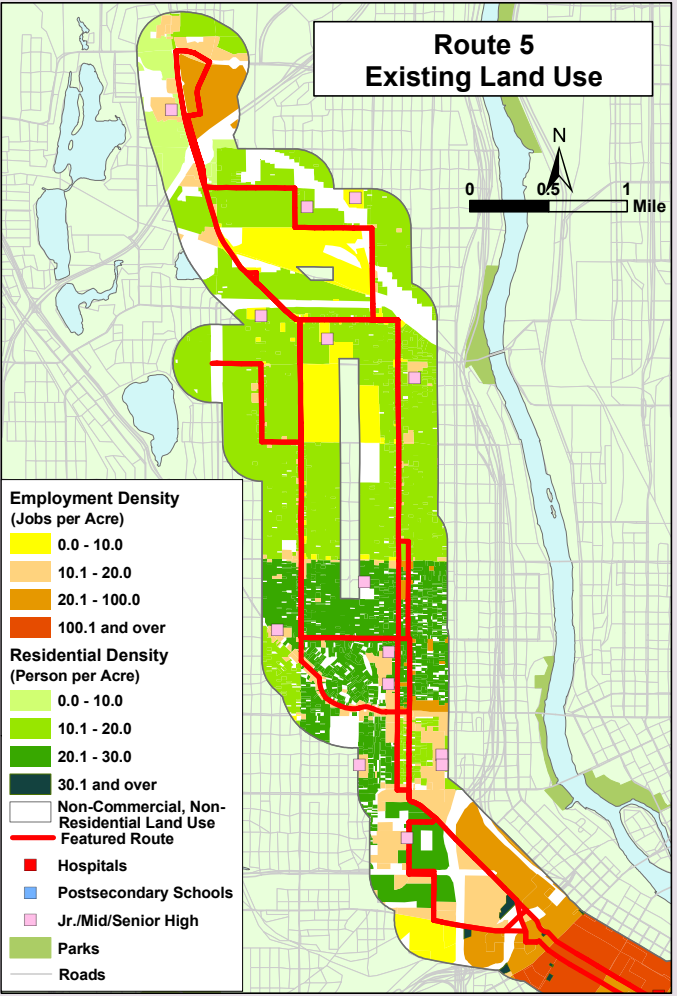 Route 5
Existing Land Use
N
0 0.5 1
Mile
Employment Density
(Jobs per Acre)
0.0 - 10.0
10.1 - 20.0
20.1 - 100.0
100.1 and over
Residential Density
(Person per Acre)
0.0 - 10.0
10.1 - 20.0
20.1 - 30.0
30.1 and over
Non-Commercial, Non-
Residential Land Use
Featured Route
Hospitals
Postsecondary Schools
Jr./Mid/Senior High
Parks
Roads